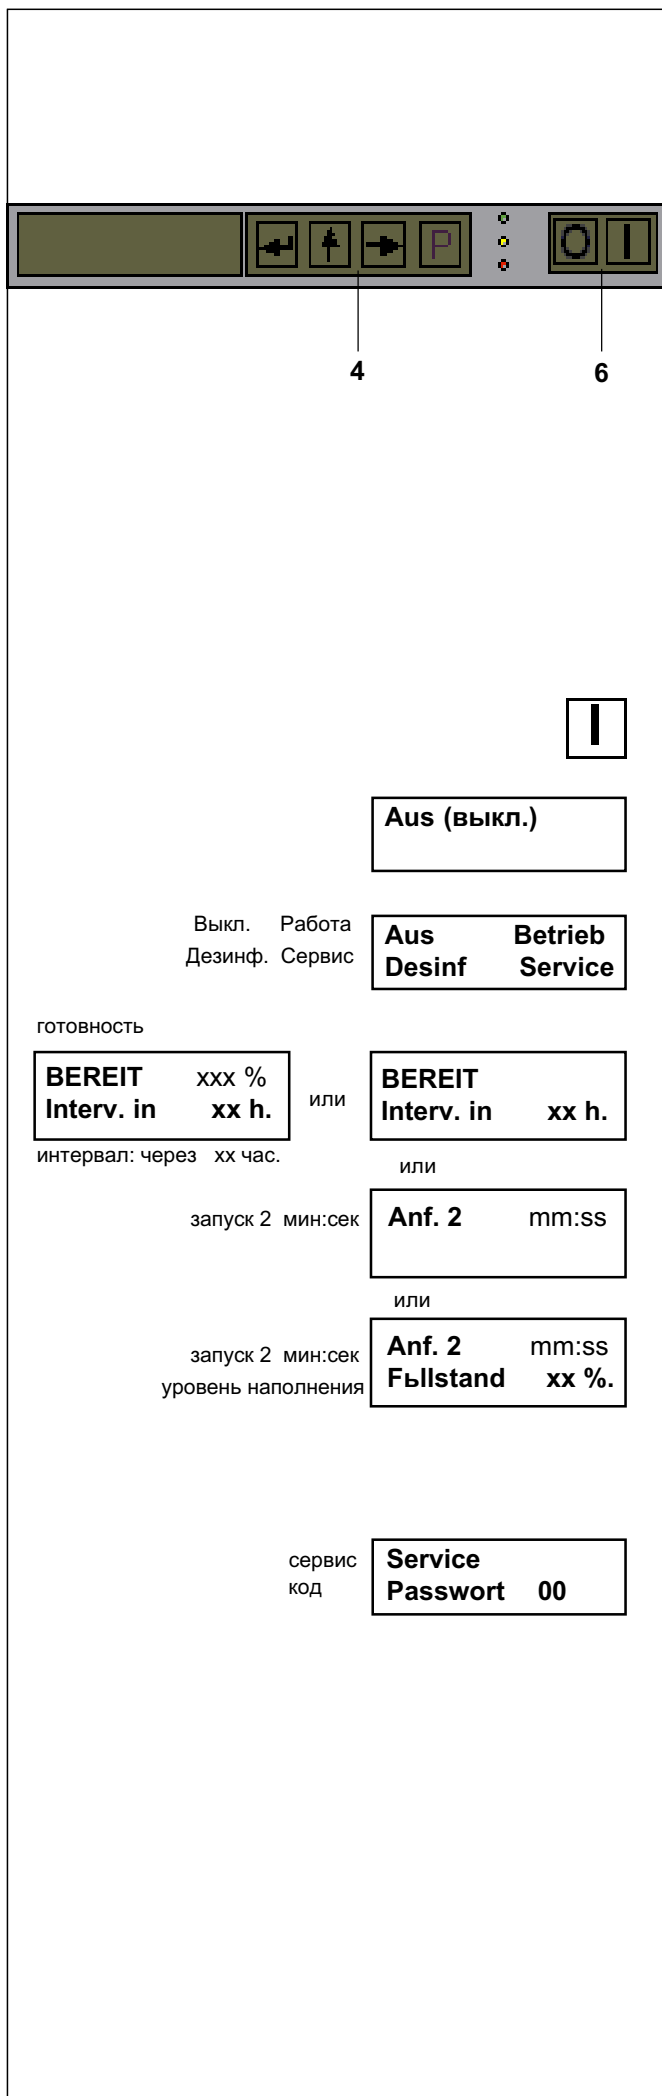 P O I
4 6
I
Aus (выкл.)
Выкл. Работа
Дезинф. Сервис
Aus Betrieb
Desinf Service
готовность
BEREIT xxx %
Interv. in xx h.
или
BEREIT
Interv. in xx h.
интервал: через xx час.
или
запуск 2 мин:сек
Anf. 2 mm:ss
или
запуск 2 мин:сек
уровень наполнения
Anf. 2 mm:ss
Fьllstand xx %.
сервис
код
Service
Passwort 00